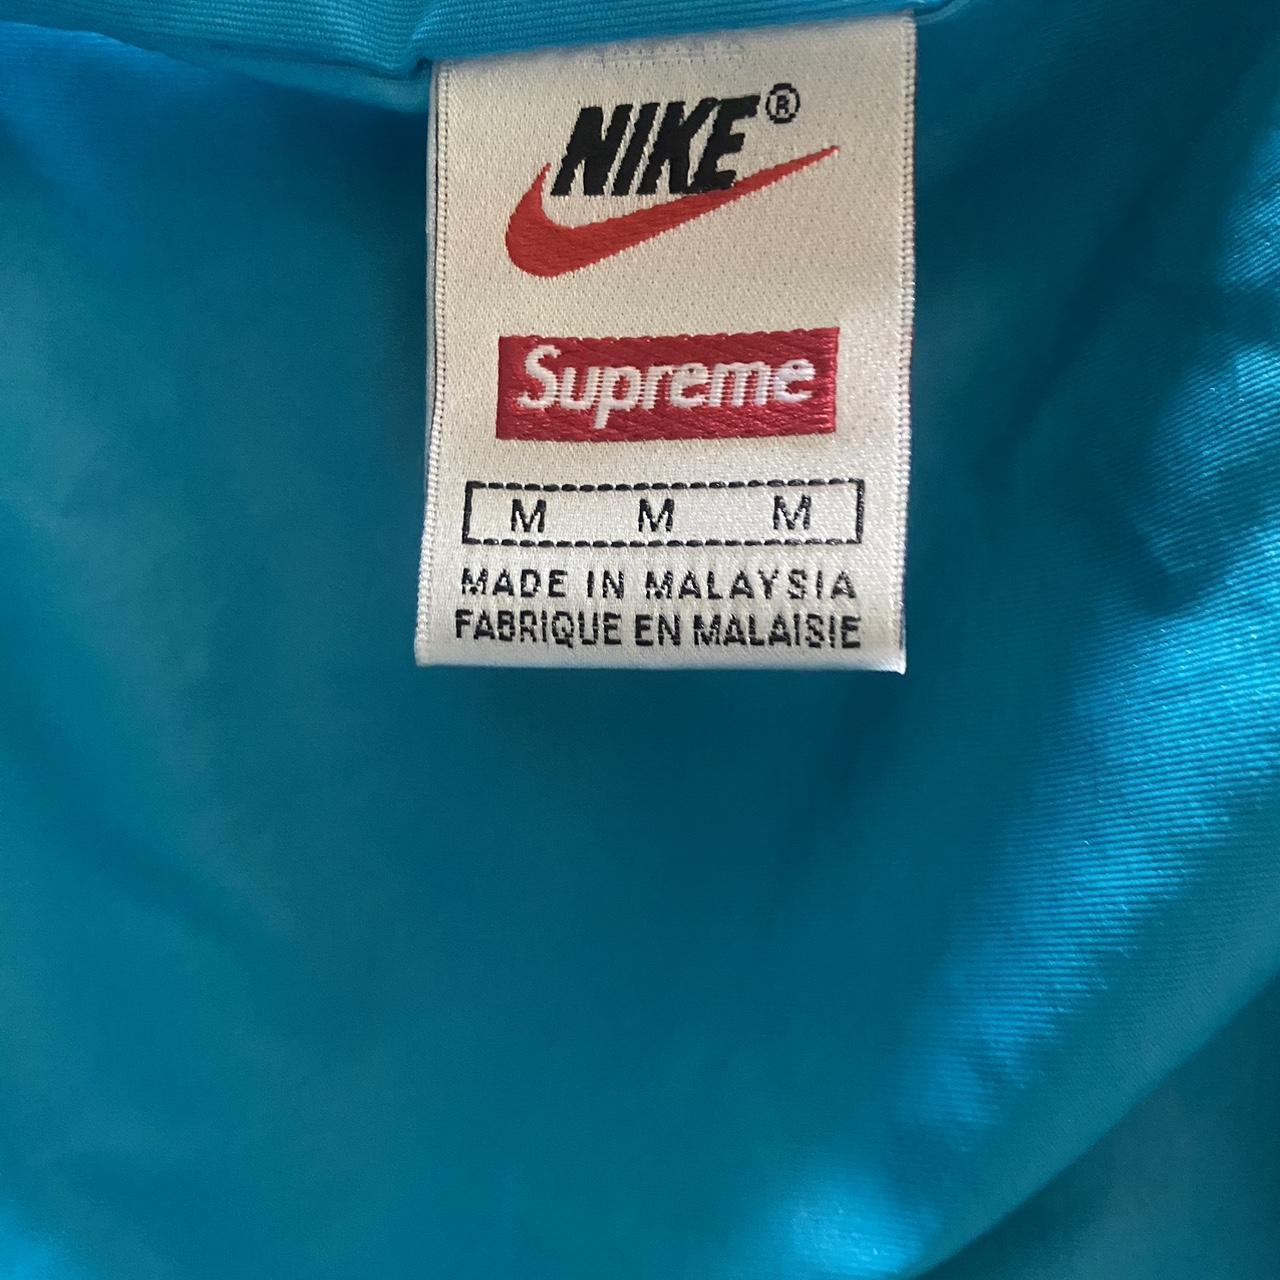 NIKE®
Supreme
M M M
MADE IN MALAYSIA
FABRIQUE EN MALAISIE